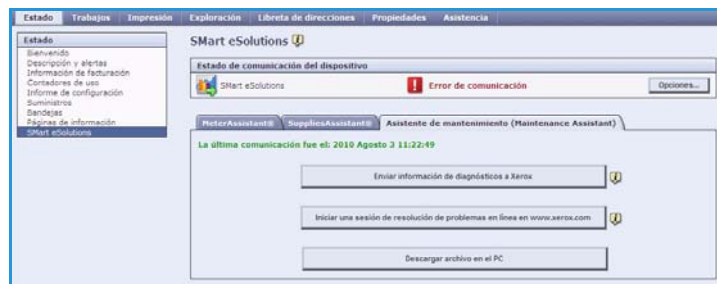 Estado Trabajos Impresión Exploración Libreta de direcciones Propiedades Asistencia
Estado
Bienvenido
Descripción y alertas
Información de facturación
Contadores de uso
Informe de configuración
Suministros
Bandejas
Páginas de información
SMart eSolutions
SMart eSolutions
Estado de comunicación del dispositivo
SMart eSolutions
Error de comunicación
Opciones...
MeterAssistant® SuppliesAssistant® Asistente de mantenimiento (Maintenance Assistant)
La última comunicación fue el: 2010 Agosto 3 11:22:49
Enviar información de diagnósticos a Xerox
Iniciar una sesión de resolución de problemas en línea en www.xerox.com
Descargar archivo en el PC